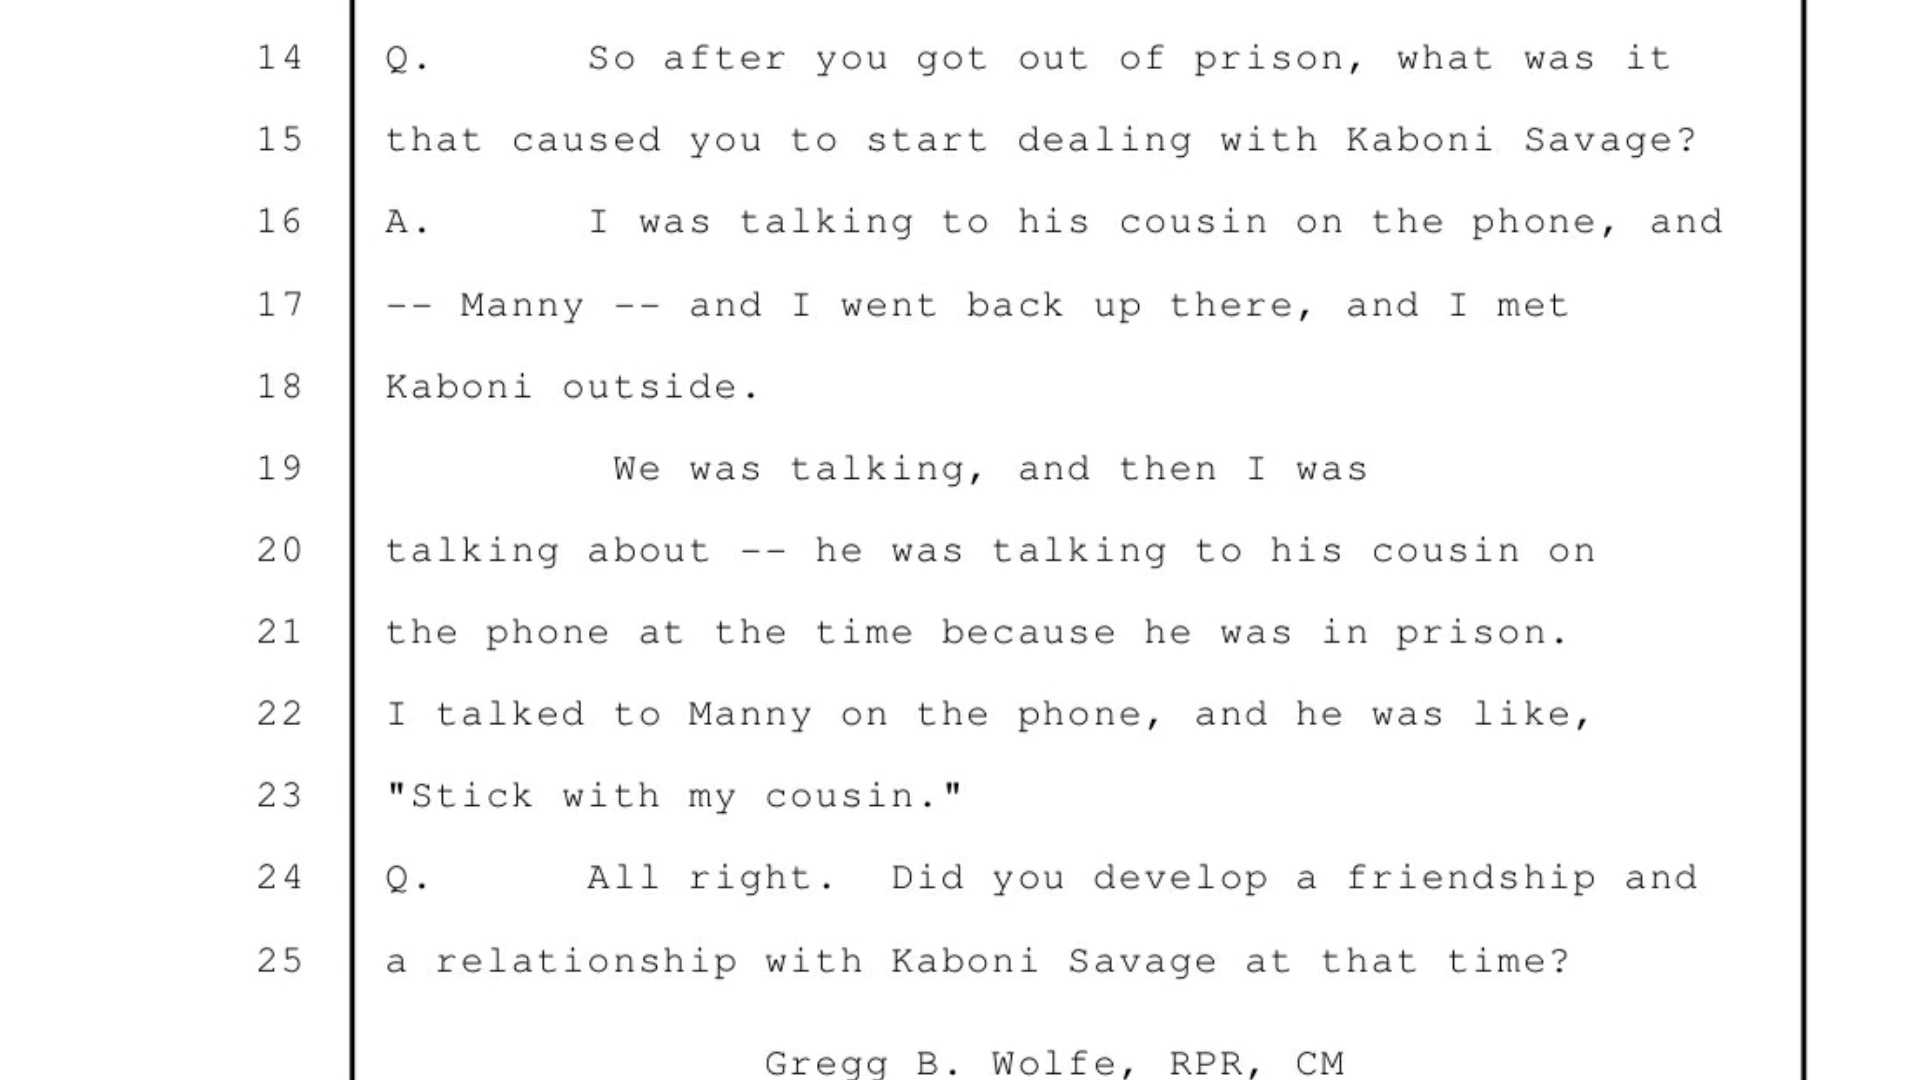 14 Q. So after you got out of prison, what was it
15 that caused you to start dealing with Kaboni Savage?
16 A. I was talking to his cousin on the phone, and
17 -- Manny -- and I went back up there, and I met
18 Kaboni outside.
19 We was talking, and then I was
20 talking about -- he was talking to his cousin on
21 the phone at the time because he was in prison.
22 I talked to Manny on the phone, and he was like,
23 "Stick with my cousin."
24 Q. All right. Did you develop a friendship and
25 a relationship with Kaboni Savage at that time?
Gregg B. Wolfe, RPR, CM